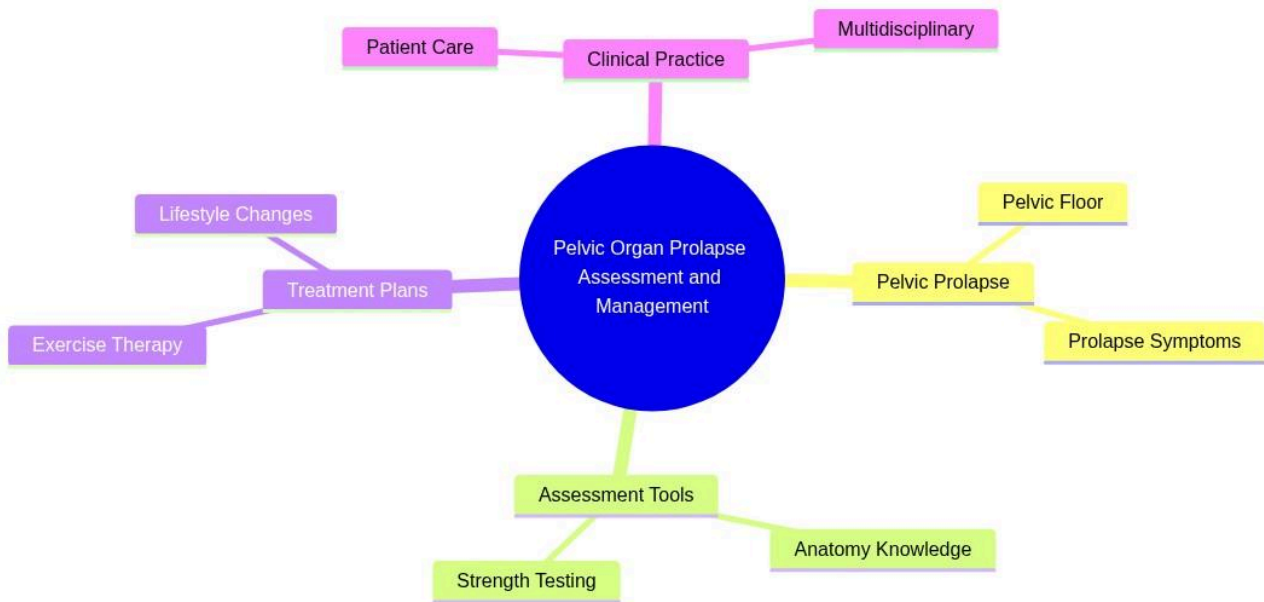 Multidisciplinary
Patient Care
Clinical Practice
Pelvic Floor
Lifestyle Changes
Pelvic Organ Prolapse
Assessment and
Management
Pelvic Prolapse
Treatment Plans
Prolapse Symptoms
Exercise Therapy
Assessment Tools
Anatomy Knowledge
Strength Testing